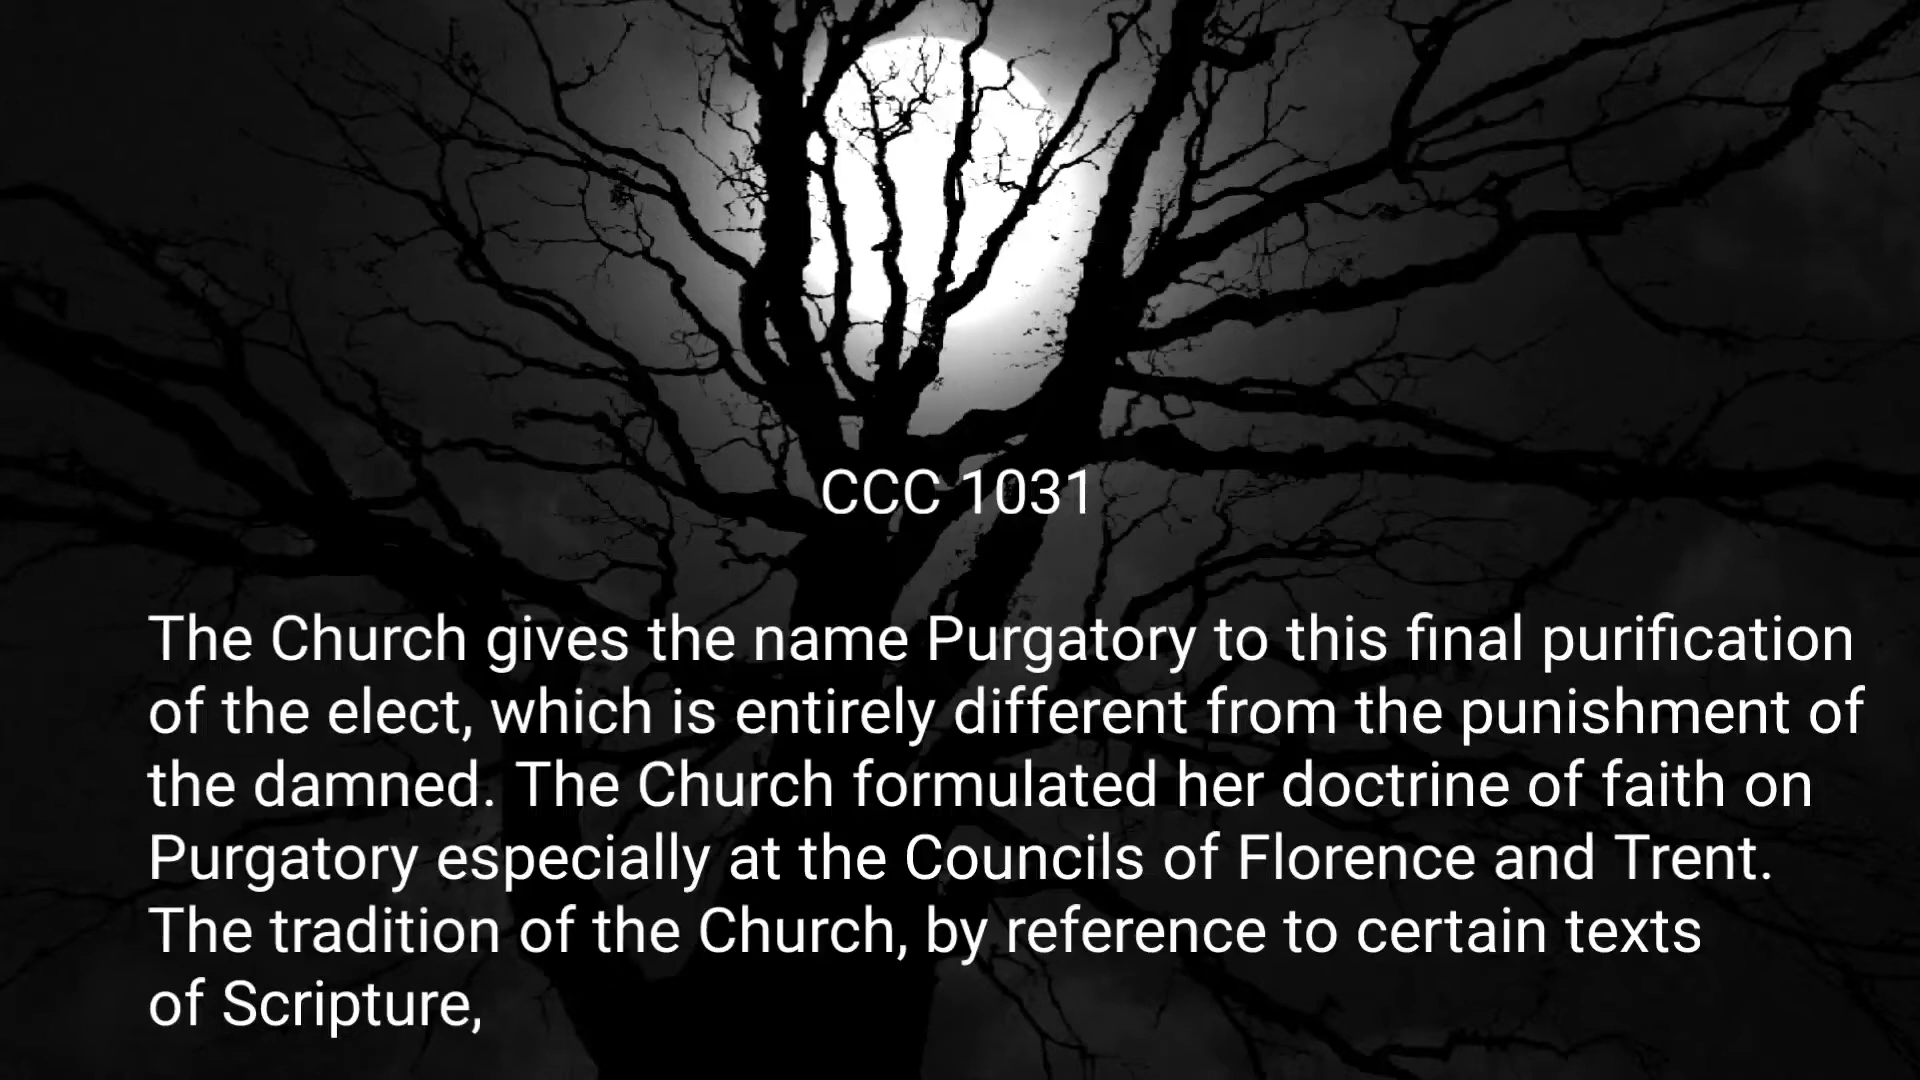 CCC 1031
The Church gives the name Purgatory to this final purification
of the elect, which is entirely different from the punishment of
the damned. The Church formulated her doctrine of faith on
Purgatory especially at the Councils of Florence and Trent.
The tradition of the Church, by reference to certain texts
of Scripture,